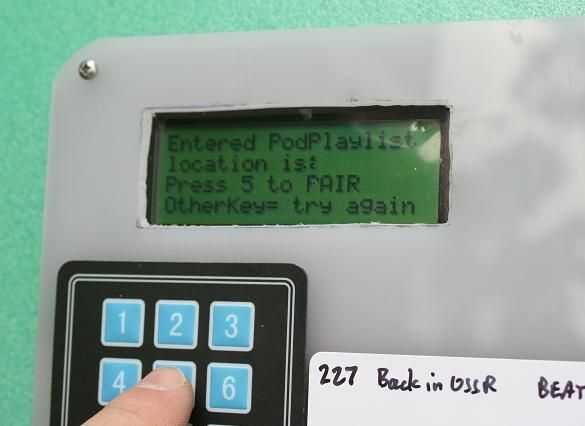 Entered PodPlaylist
location is:
Press 5 to PAIR
OtherKey= try again
1 2 3
4 6
227 Back in USSR BEAT